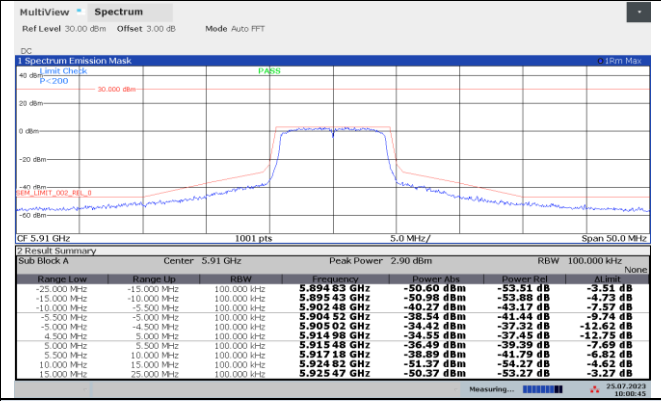 MultiView Spectrum
Ref Level 30.00 dBm Offset 3.00 dB Mode Auto FFT
DC
1 Spectrum Emission Mask 1Rm Max
40 dBm Limit Check PASS
P<200
30.000 dBm
20 dBm
0 dBm
-20 dBm
-40 dBm
SEM_LIMIT_002_REL_0
-60 dBm
CF 5.91 GHz 1001 pts 5.0 MHz/ Span 50.0 MHz
2 Result Summary
Sub Block A Center 5.91 GHz Peak Power 2.90 dBm RBW 100.000 kHz
None
Range Low Range Up RBW Frequency Power Abs Power Rel ΔLimit
-25.000 MHz -15.000 MHz 100.000 kHz 5.894 83 GHz -50.60 dBm -53.51 dB -3.51 dB
-15.000 MHz -10.000 MHz 100.000 kHz 5.895 43 GHz -50.98 dBm -53.88 dB -4.73 dB
-10.000 MHz -5.500 MHz 100.000 kHz 5.902 48 GHz -40.27 dBm -43.17 dB -7.57 dB
-5.500 MHz -5.000 MHz 100.000 kHz 5.904 52 GHz -38.54 dBm -41.44 dB -9.74 dB
-5.000 MHz -4.500 MHz 100.000 kHz 5.905 02 GHz -34.42 dBm -37.32 dB -12.62 dB
4.500 MHz 5.000 MHz 100.000 kHz 5.914 98 GHz -34.55 dBm -37.45 dB -12.75 dB
5.000 MHz 5.500 MHz 100.000 kHz 5.915 48 GHz -36.49 dBm -39.39 dB -7.69 dB
5.500 MHz 10.000 MHz 100.000 kHz 5.917 18 GHz -38.89 dBm -41.79 dB -6.82 dB
10.000 MHz 15.000 MHz 100.000 kHz 5.924 82 GHz -51.37 dBm -54.27 dB -4.62 dB
15.000 MHz 25.000 MHz 100.000 kHz 5.925 47 GHz -50.37 dBm -53.27 dB -3.27 dB
Measuring... 25.07.2023
10:00:45